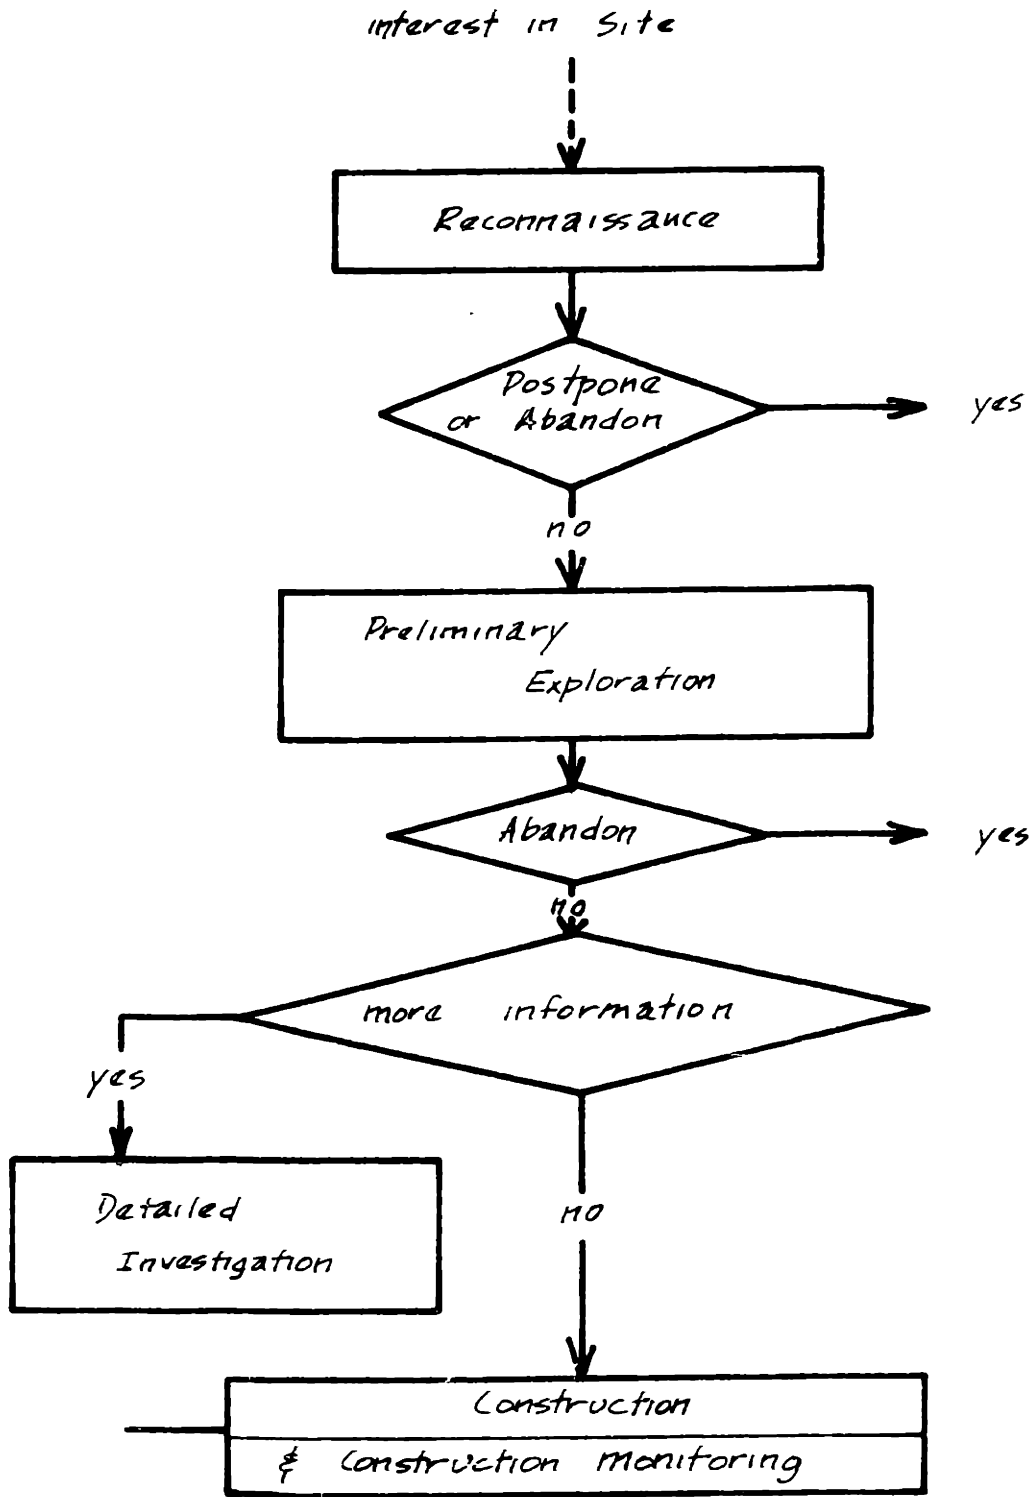 interest in Site
Reconnaissance
Postpone
or Abandon
yes
no
Preliminary
Exploration
Abandon
yes
no
more information
yes
Detailed
Investigation
no
Construction
& Construction monitoring